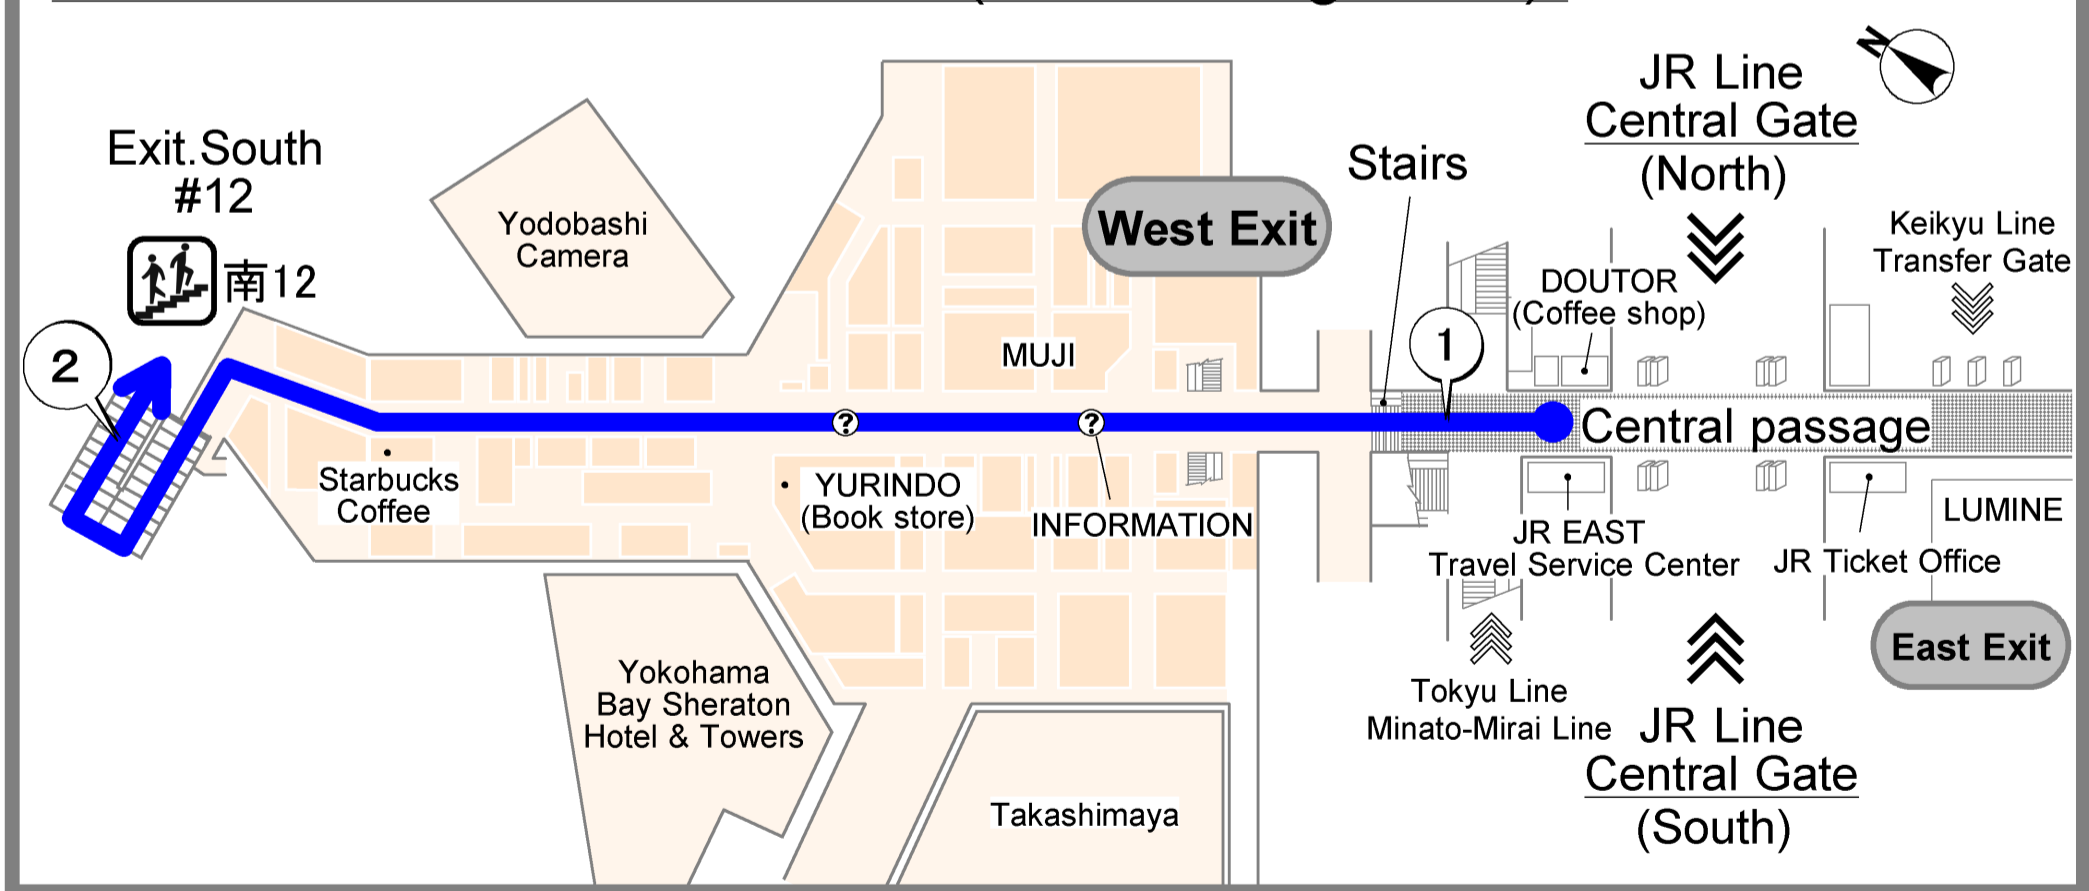 N
JR Line
Central Gate
(North)
Exit.South
#12
南12
Stairs
West Exit
Yodobashi
Camera
Keikyu Line
Transfer Gate
DOUTOR
(Coffee shop)
2
1
MUJI
?
?
Central passage
Starbucks
Coffee
YURINDO
(Book store)
INFORMATION
JR EAST
Travel Service Center
JR Ticket Office
LUMINE
East Exit
Yokohama
Bay Sheraton
Hotel & Towers
Tokyu Line
Minato-Mirai Line
JR Line
Central Gate
(South)
Takashimaya